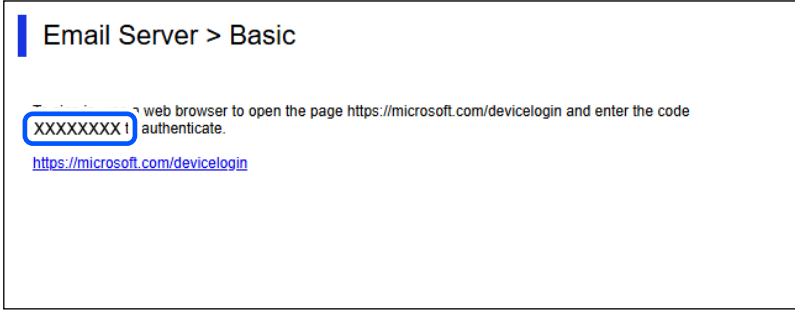 Email Server > Basic
web browser to open the page https://microsoft.com/devicelogin and enter the code
XXXXXXXX t authenticate.
https://microsoft.com/devicelogin